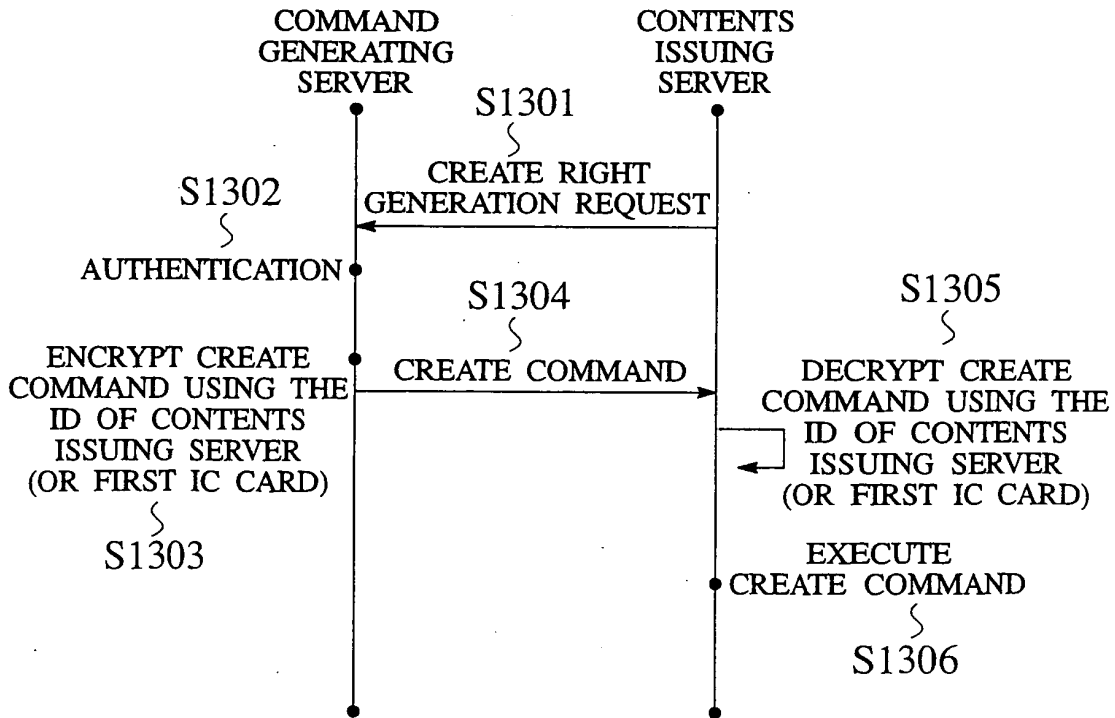 COMMAND
GENERATING
SERVER
CONTENTS
ISSUING
SERVER
S1301
CREATE RIGHT
GENERATION REQUEST
S1302
AUTHENTICATION
S1304
CREATE COMMAND
ENCRYPT CREATE
COMMAND USING THE
ID OF CONTENTS
ISSUING SERVER
(OR FIRST IC CARD)
S1303
S1305
DECRYPT CREATE
COMMAND USING THE
ID OF CONTENTS
ISSUING SERVER
(OR FIRST IC CARD)
EXECUTE
CREATE COMMAND
S1306